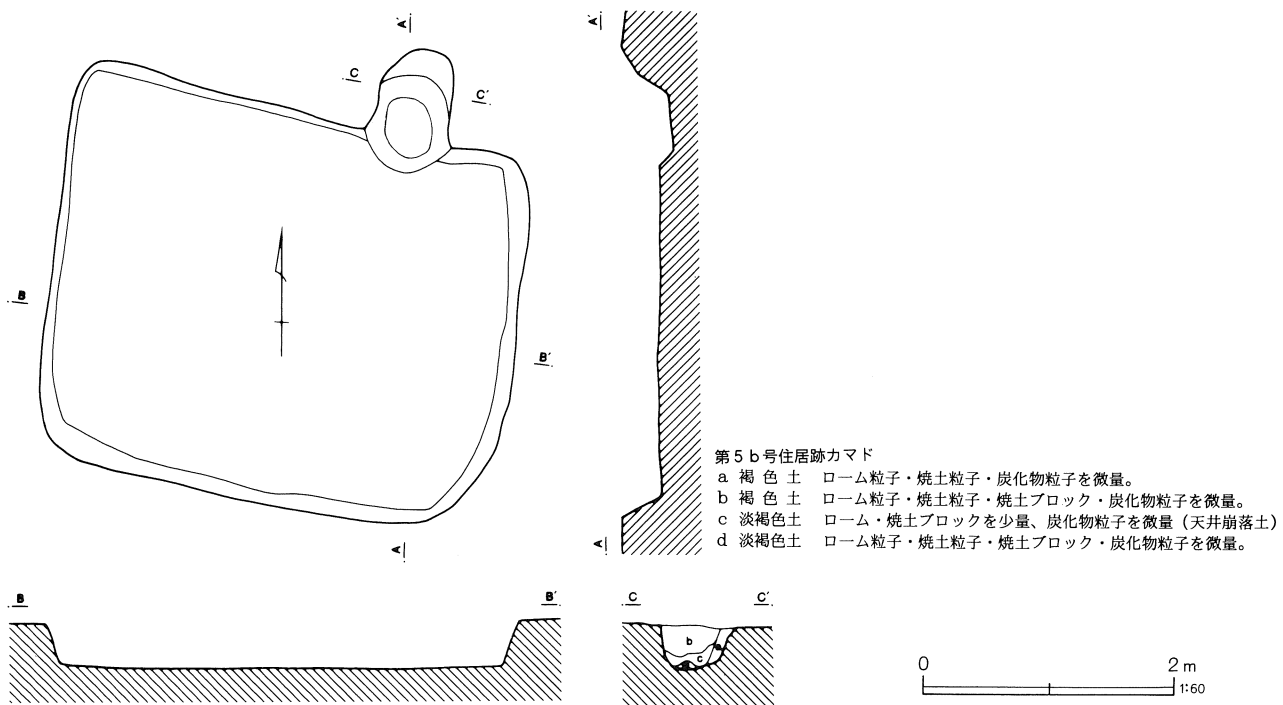 A´
A´
C
C´
B
B´
第5b号住居跡カマド
a 褐 色 土 ローム粒子・焼土粒子・炭化物粒子を微量。
b 褐 色 土 ローム粒子・焼土粒子・焼土ブロック・炭化物粒子を微量。
c 淡褐色土 ローム・焼土ブロックを少量、炭化物粒子を微量（天井崩落土）
d 淡褐色土 ローム粒子・焼土粒子・焼土ブロック・炭化物粒子を微量。
A
A
B
B´
C
C´
b
c
0
2 m
1:60